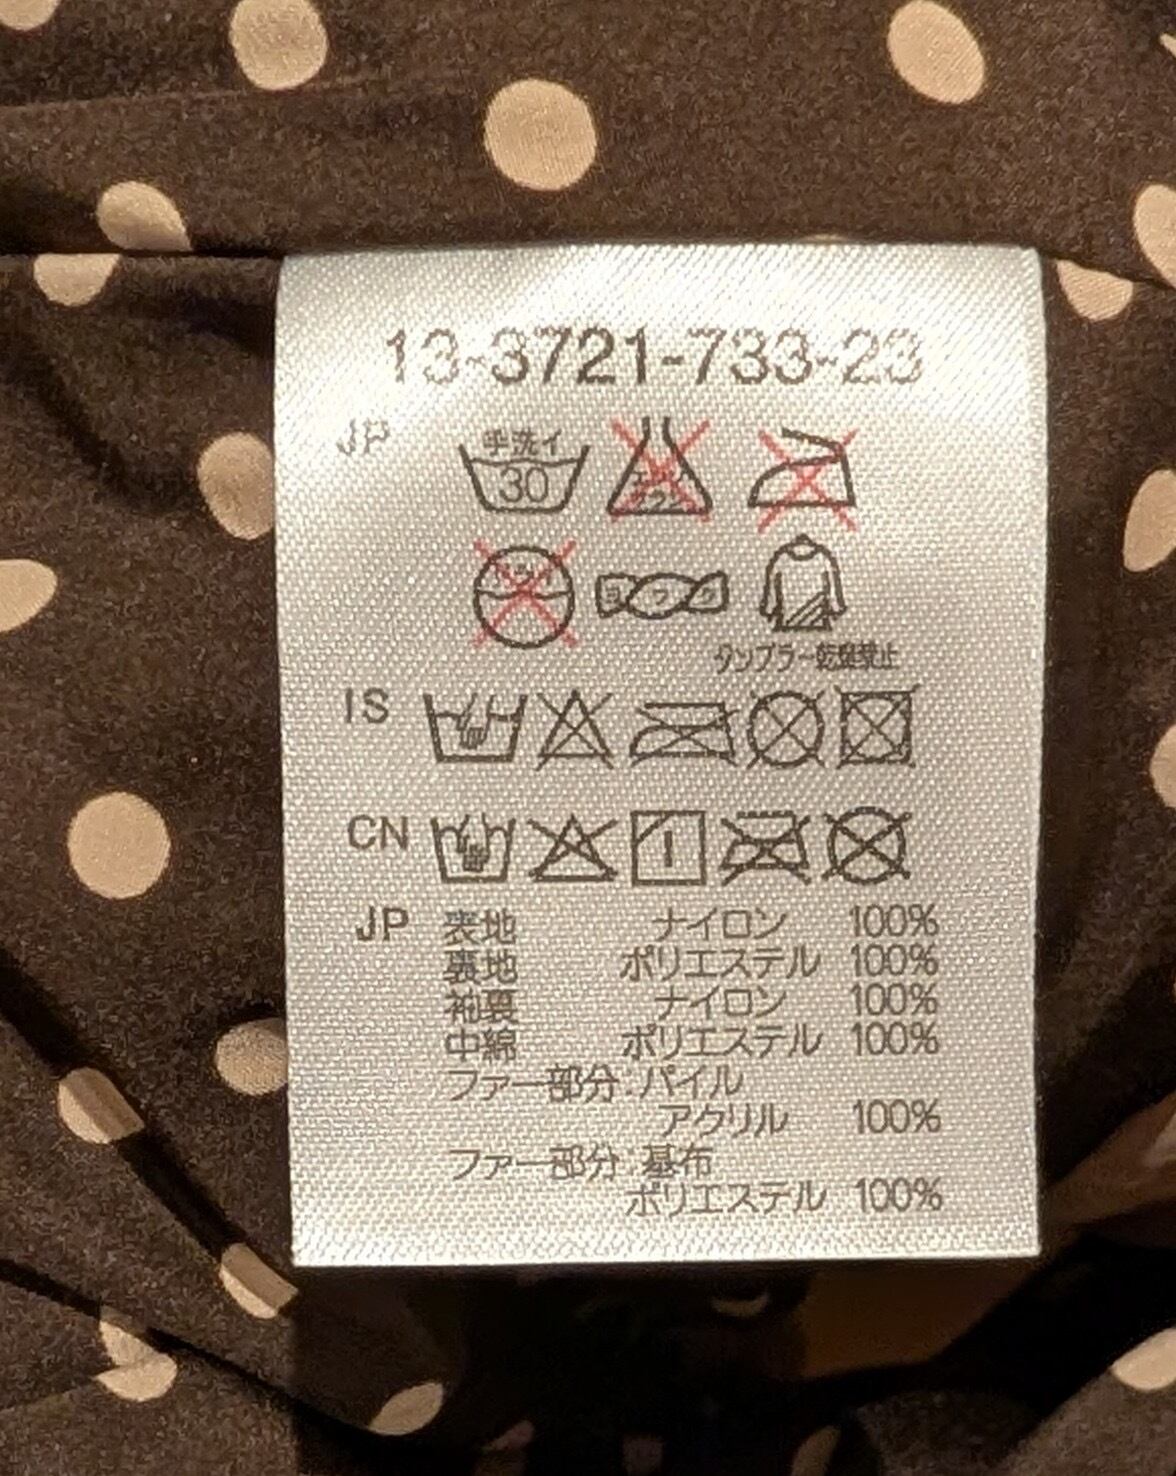 13-3721-733-23
JP
手洗イ
30
ヨワク
タンブラー乾燥禁止
IS
CN
JP 表地 ナイロン 100%
裏地 ポリエステル 100%
袖裏 ナイロン 100%
中綿 ポリエステル 100%
ファー部分:パイル
アクリル 100%
ファー部分:基布
ポリエステル 100%